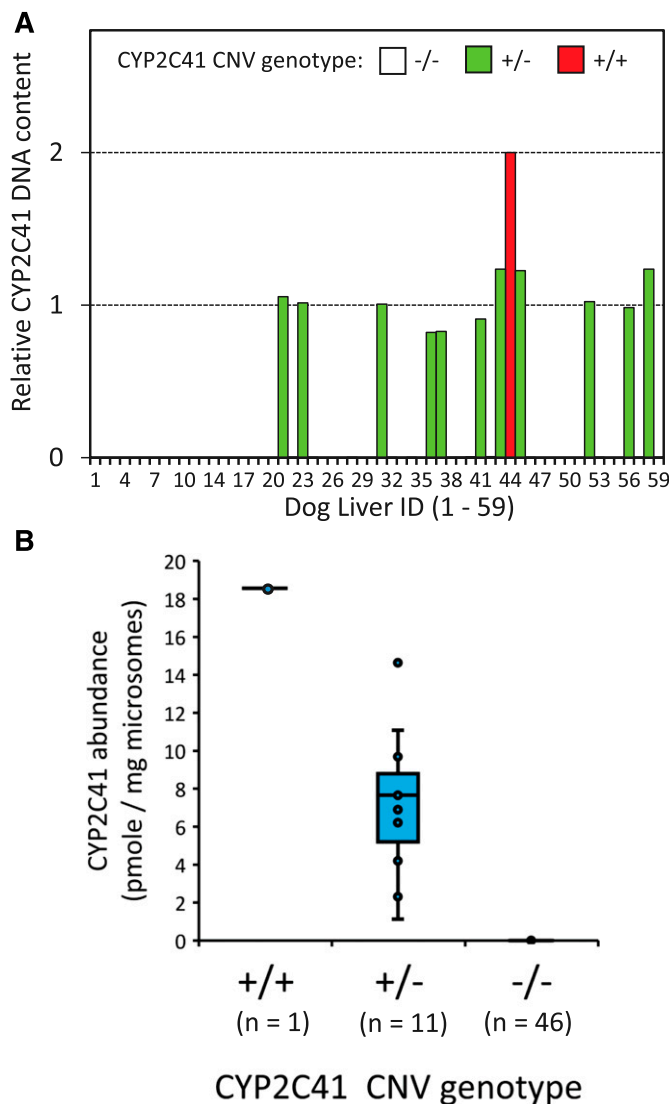 A
CYP2C41 CNV genotype: -/- +/- +/+
Relative CYP2C41 DNA content
2
1
0
1 4 7 10 14 17 20 23 26 29 32 35 38 41 44 47 50 53 56 59
Dog Liver ID (1 - 59)
B
CYP2C41 abundance
(pmole / mg microsomes)
20
18
16
14
12
10
8
6
4
2
0
+/+ +/- -/-
(n = 1) (n = 11) (n = 46)
CYP2C41 CNV genotype